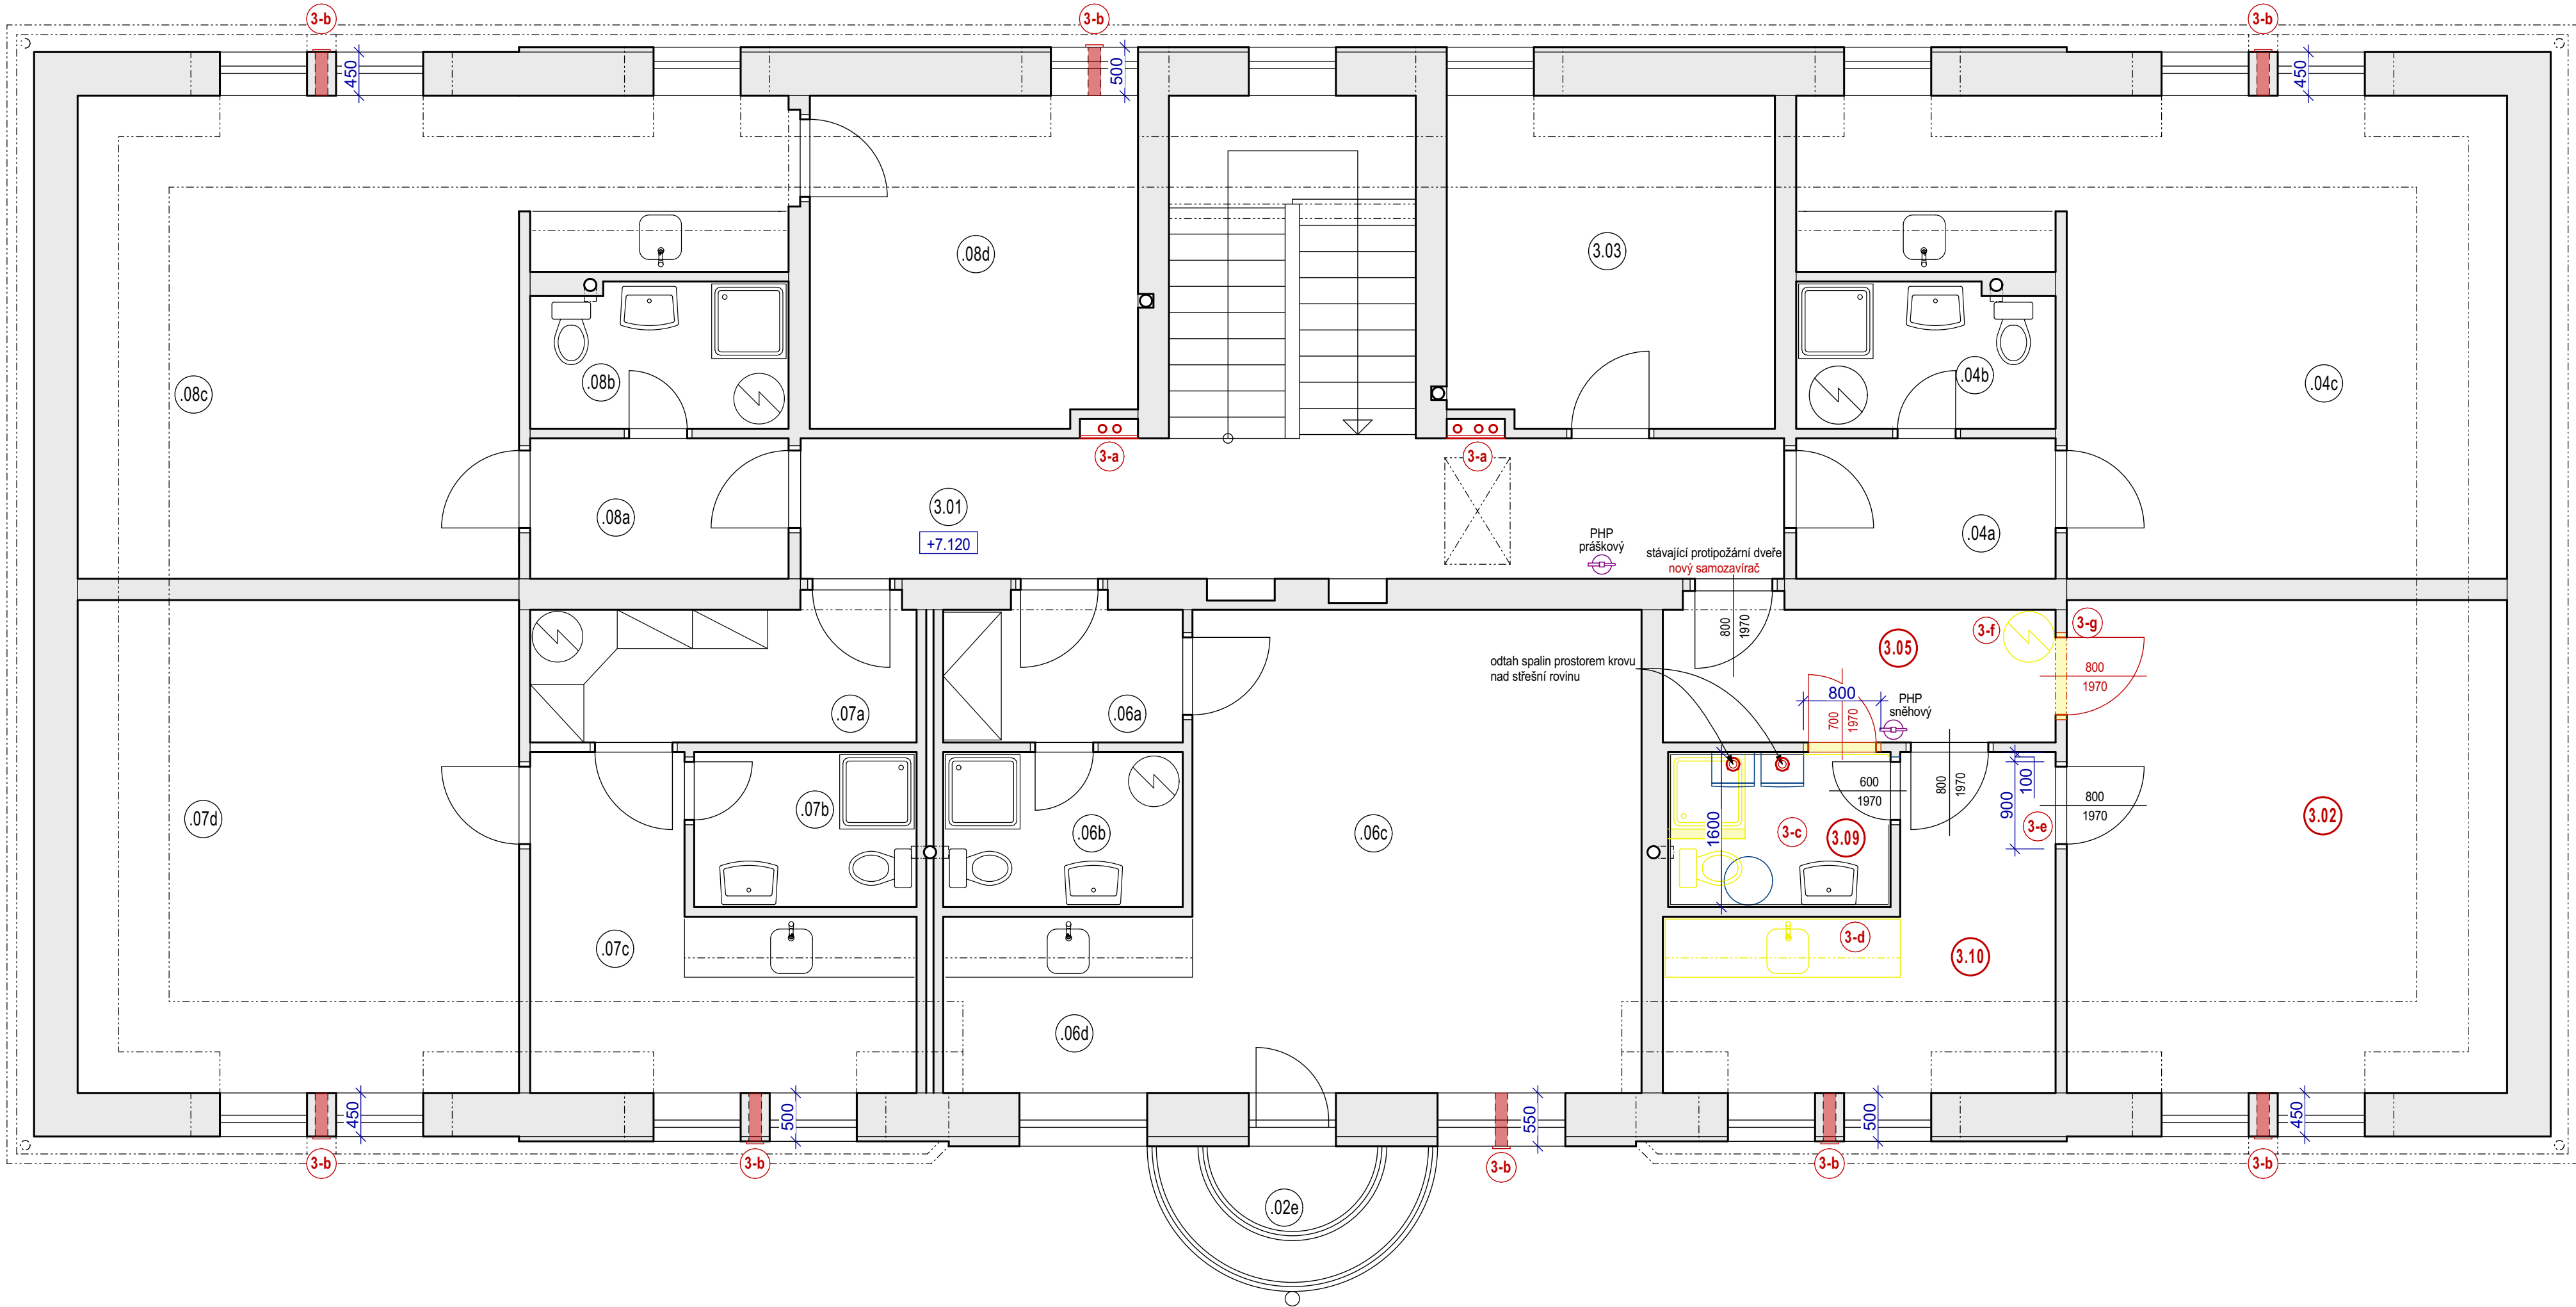 3-b
3-b
3-b
450
500
450
.08d
3.03
.08c
.08b
.04b
.04c
3-a
3-a
3.01
.08a
.04a
+7.120
PHP
práškový
stávající protipožární dveře
nový samozavírač
800
1970
3.05
3-f
3-g
odtah spalin prostorem krovu
nad střešní rovinu
800
1970
800
700
1970
PHP
sněhový
.07a
.06a
.07d
.07b
.06b
.06c
1600
3-c
3.09
600
1970
800
1970
100
900
3-e
800
1970
3.02
.07c
3-d
3.10
.06d
450
500
550
500
450
3-b
3-b
3-b
3-b
3-b
.02e